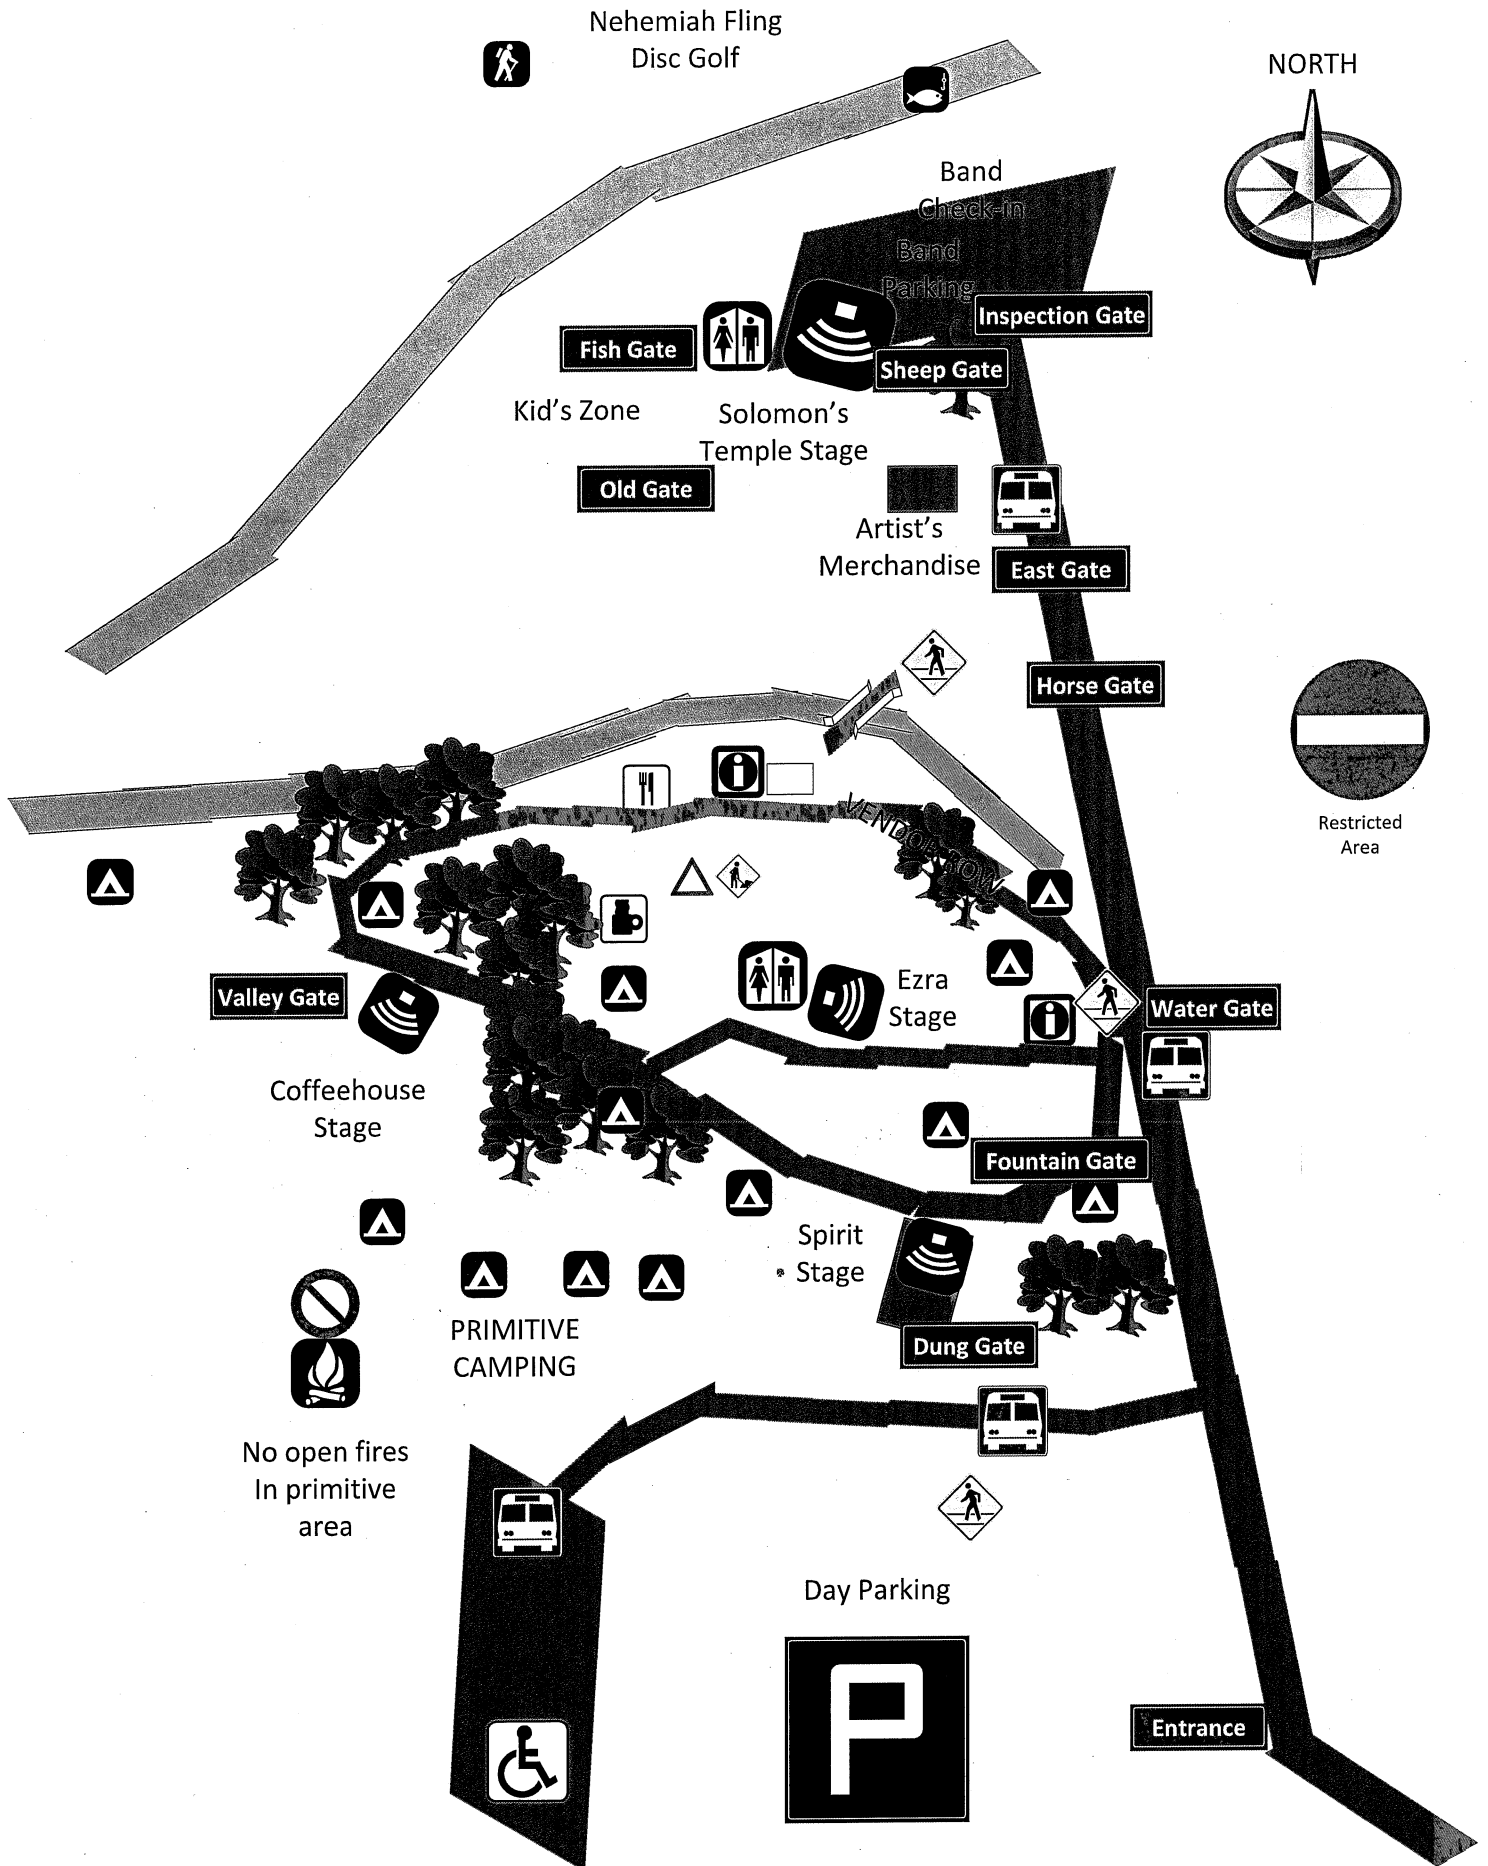 Nehemiah Fling
Disc Golf
NORTH
Band
Check-in
Band
Parking
Inspection Gate
Fish Gate
Sheep Gate
Kid's Zone
Solomon's
Temple Stage
Old Gate
Artist's
Merchandise
East Gate
Horse Gate
Restricted
Area
VENDOR ROW
Valley Gate
Ezra
Stage
Water Gate
Coffeehouse
Stage
Fountain Gate
Spirit
Stage
Dung Gate
PRIMITIVE
CAMPING
No open fires
In primitive
area
Day Parking
P
Entrance